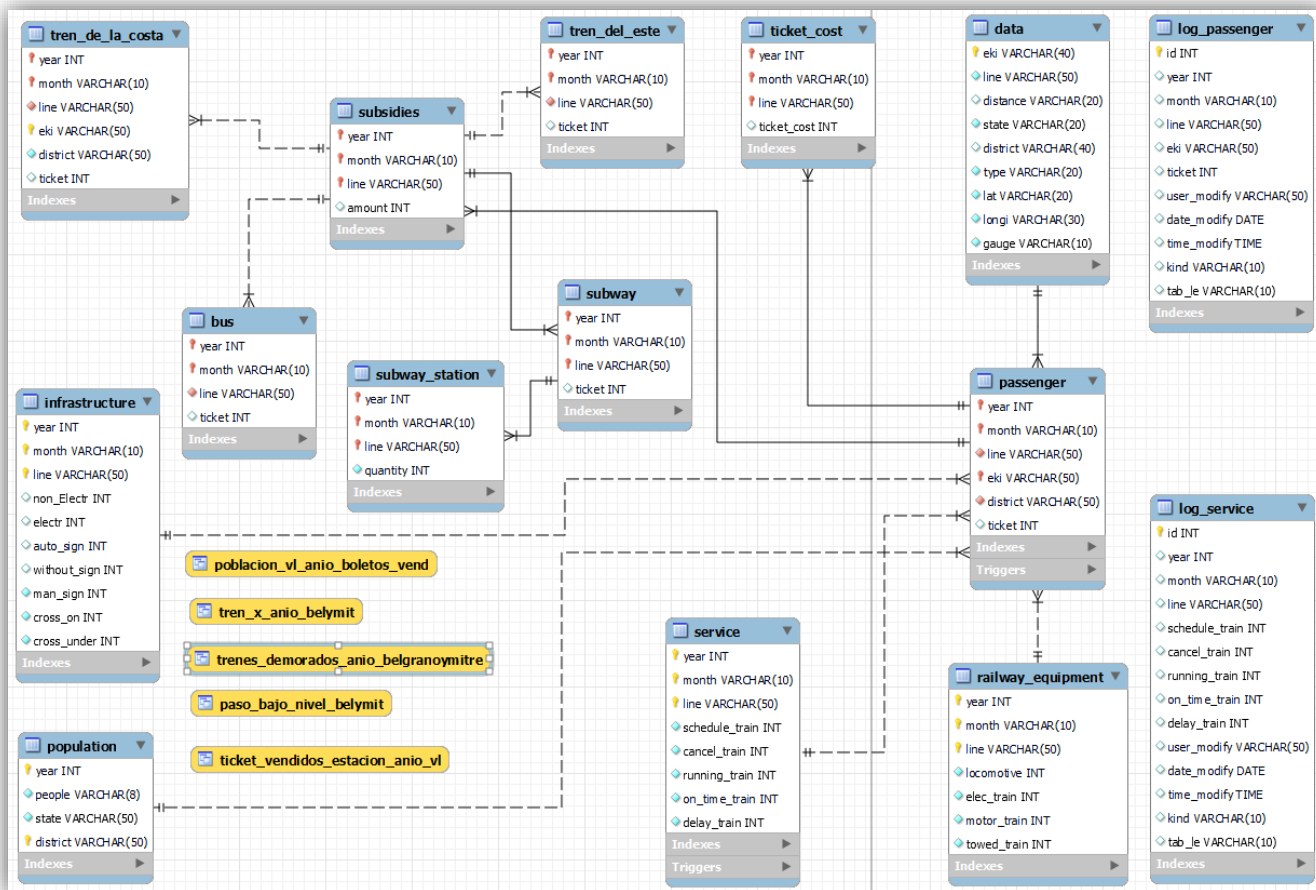 tren_de_la_costa
year INT
month VARCHAR(10)
line VARCHAR(50)
eki VARCHAR(50)
district VARCHAR(50)
ticket INT
Indexes
subsidies
year INT
month VARCHAR(10)
line VARCHAR(50)
amount INT
Indexes
tren_del_este
year INT
month VARCHAR(10)
line VARCHAR(50)
ticket INT
Indexes
ticket_cost
year INT
month VARCHAR(10)
line VARCHAR(50)
ticket_cost INT
Indexes
data
eki VARCHAR(40)
line VARCHAR(50)
distance VARCHAR(20)
state VARCHAR(20)
district VARCHAR(40)
type VARCHAR(20)
lat VARCHAR(20)
longi VARCHAR(30)
gauge VARCHAR(10)
Indexes
log_passenger
id INT
year INT
month VARCHAR(10)
line VARCHAR(50)
eki VARCHAR(50)
ticket INT
user_modify VARCHAR(50)
date_modify DATE
time_modify TIME
kind VARCHAR(10)
tab_le VARCHAR(10)
Indexes
bus
year INT
month VARCHAR(10)
line VARCHAR(50)
ticket INT
Indexes
subway
year INT
month VARCHAR(10)
line VARCHAR(50)
ticket INT
Indexes
subway_station
year INT
month VARCHAR(10)
line VARCHAR(50)
quantity INT
Indexes
passenger
year INT
month VARCHAR(10)
line VARCHAR(50)
eki VARCHAR(50)
district VARCHAR(50)
ticket INT
Indexes
Triggers
infrastructure
year INT
month VARCHAR(10)
line VARCHAR(50)
non_Electr INT
electr INT
auto_sign INT
without_sign INT
man_sign INT
cross_on INT
cross_under INT
Indexes
poblacion_vl_anio_boletos_vend
tren_x_anio_belymit
trenes_demorados_anio_belgranoymitre
paso_bajo_nivel_belymit
ticket_vendidos_estacion_anio_vl
population
year INT
people VARCHAR(8)
state VARCHAR(50)
district VARCHAR(50)
Indexes
service
year INT
month VARCHAR(10)
line VARCHAR(50)
schedule_train INT
cancel_train INT
running_train INT
on_time_train INT
delay_train INT
Indexes
Triggers
railway_equipment
year INT
month VARCHAR(10)
line VARCHAR(50)
locomotive INT
elec_train INT
motor_train INT
towed_train INT
Indexes
log_service
id INT
year INT
month VARCHAR(10)
line VARCHAR(50)
schedule_train INT
cancel_train INT
running_train INT
on_time_train INT
delay_train INT
user_modify VARCHAR(50)
date_modify DATE
time_modify TIME
kind VARCHAR(10)
tab_le VARCHAR(10)
Indexes